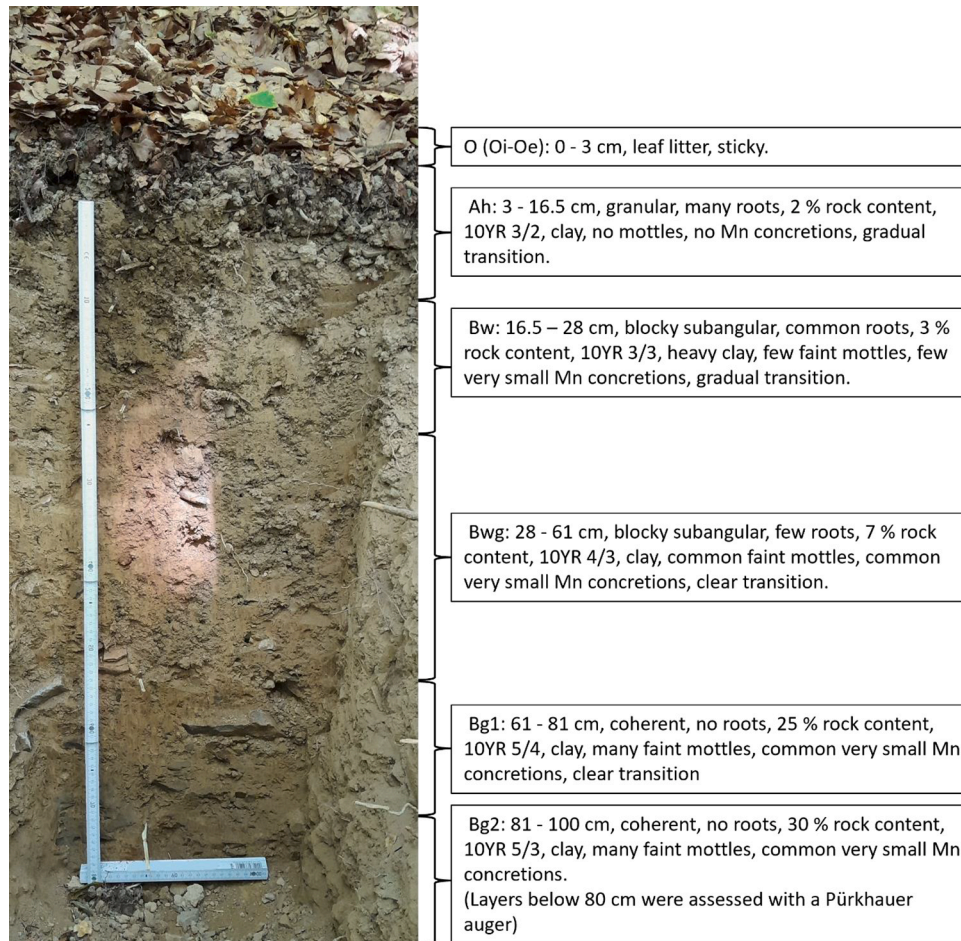 O (Oi-Oe): 0 - 3 cm, leaf litter, sticky.
Ah: 3 - 16.5 cm, granular, many roots, 2 % rock content,
10YR 3/2, clay, no mottles, no Mn concretions, gradual
transition.
Bw: 16.5 – 28 cm, blocky subangular, common roots, 3 %
rock content, 10YR 3/3, heavy clay, few faint mottles, few
very small Mn concretions, gradual transition.
Bwg: 28 - 61 cm, blocky subangular, few roots, 7 % rock
content, 10YR 4/3, clay, common faint mottles, common
very small Mn concretions, clear transition.
Bg1: 61 - 81 cm, coherent, no roots, 25 % rock content,
10YR 5/4, clay, many faint mottles, common very small Mn
concretions, clear transition
Bg2: 81 - 100 cm, coherent, no roots, 30 % rock content,
10YR 5/3, clay, many faint mottles, common very small Mn
concretions.
(Layers below 80 cm were assessed with a Pürkhauer
auger)